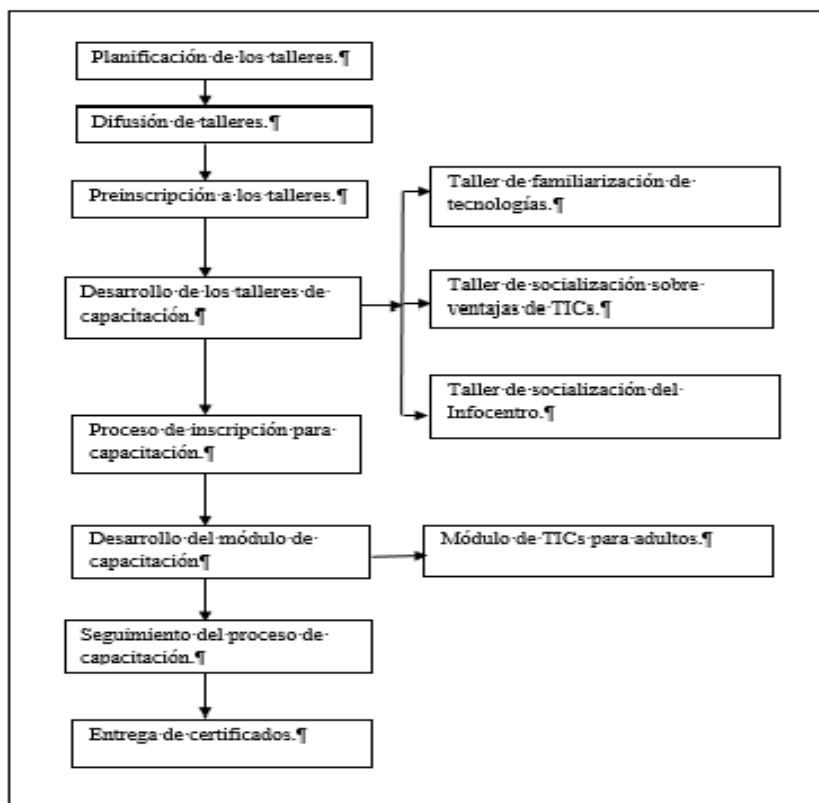 Planificación·de·los·talleres.¶
Difusión·de·talleres.¶
Preinscripción·a·los·talleres.¶
Taller·de·familiarización·de·
tecnologías.¶
Desarrollo·de·los·talleres·de·
capacitación.¶
Taller·de·socialización·sobre·
ventajas·de·TICs.¶
Taller·de·socialización·del·
Infocentro.¶
Proceso·de·inscripción·para·
capacitación.¶
Desarrollo·del·módulo·de·
capacitación¶
Módulo·de·TICs·para·adultos.¶
Seguimiento·del·proceso·de·
capacitación.¶
Entrega·de·certificados.¶